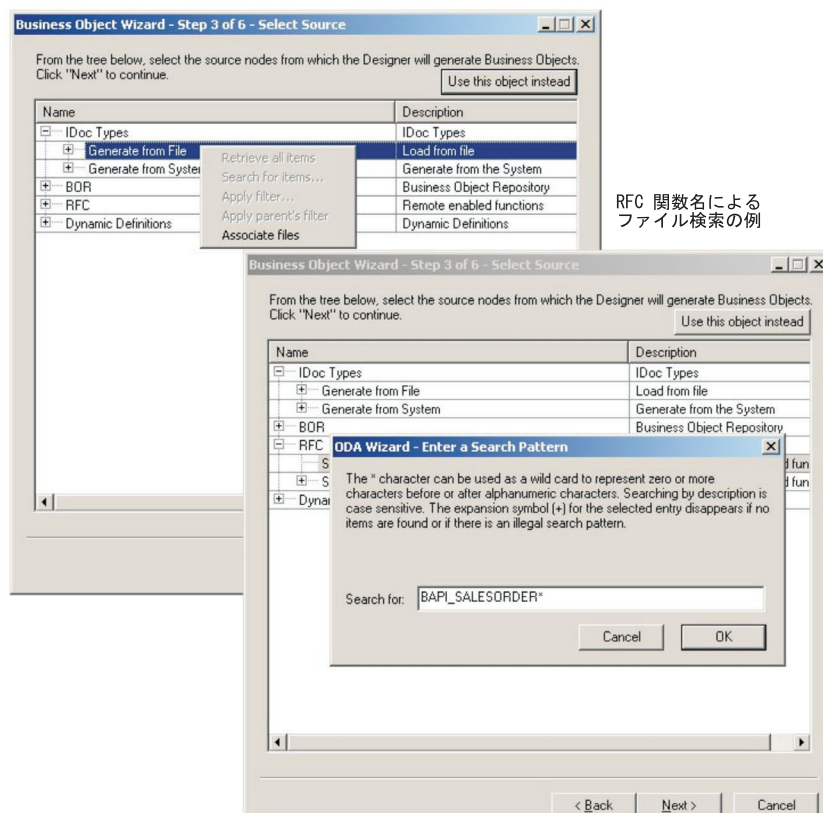 Business Object Wizard - Step 3 of 6 - Select Source
From the tree below, select the source nodes from which the Designer will generate Business Objects.
Click "Next" to continue.
Use this object instead
Name Description
IDoc Types IDoc Types
Generate from File Load from file
Generate from System Generate from the System
BOR Business Object Repository
RFC Remote enabled functions
Dynamic Definitions Dynamic Definitions
Retrieve all items
Search for items...
Apply filter...
Apply parent's filter
Associate files
RFC 関数名による
ファイル検索の例
Business Object Wizard - Step 3 of 6 - Select Source
From the tree below, select the source nodes from which the Designer will generate Business Objects.
Click "Next" to continue.
Use this object instead
Name Description
IDoc Types IDoc Types
Generate from File Load from file
Generate from System Generate from the System
BOR Business Object Repository
RFC
S d fun
S d fun
Dynar
ODA Wizard - Enter a Search Pattern
The * character can be used as a wild card to represent zero or more
characters before or after alphanumeric characters. Searching by description is
case sensitive. The expansion symbol (+) for the selected entry disappears if no
items are found or if there is an illegal search pattern.
Search for: BAPI_SALESORDER*
Cancel OK
< Back Next > Cancel